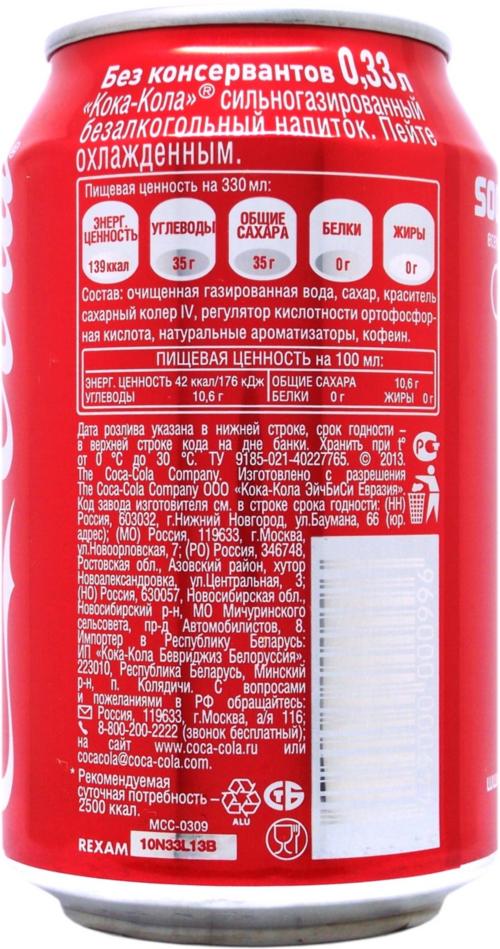 Без консервантов 0,33 л
«Кока-Кола»® сильногазированный
безалкогольный напиток. Пейте
охлажденным.
Пищевая ценность на 330 мл:
ЭНЕРГ. ЦЕННОСТЬ 139 ккал
УГЛЕВОДЫ 35 г
ОБЩИЕ САХАРА 35 г
БЕЛКИ 0 г
ЖИРЫ 0 г
Состав: очищенная газированная вода, сахар, краситель
сахарный колер IV, регулятор кислотности ортофосфор-
ная кислота, натуральные ароматизаторы, кофеин.
ПИЩЕВАЯ ЦЕННОСТЬ на 100 мл:
ЭНЕРГ. ЦЕННОСТЬ 42 ккал/176 кДж ОБЩИЕ САХАРА 10,6 г
УГЛЕВОДЫ 10,6 г БЕЛКИ 0 г ЖИРЫ 0 г
Дата розлива указана в нижней строке, срок годности –
в верхней строке кода на дне банки. Хранить при t°
от 0 °С до 30 °С. ТУ 9185-021-40227765. © 2013.
The Coca-Cola Company. Изготовлено с разрешения
The Coca-Cola Company ООО «Кока-Кола ЭйчБиСи Евразия».
Код завода изготовителя см. в строке срока годности: (НН)
Россия, 603032, г.Нижний Новгород, ул.Баумана, 66 (юр.
адрес); (МО) Россия, 119633, г.Москва,
ул.Новоорловская, 7; (РО) Россия, 346748,
Ростовская обл., Азовский район, хутор
Новоалександровка, ул.Центральная, 3;
(НО) Россия, 630057, Новосибирская обл.,
Новосибирский р-н, МО Мичуринского
сельсовета, пр-д Автомобилистов, 8.
Импортер в Республику Беларусь:
ИП «Кока-Кола Бевриджиз Белоруссия».
223010, Республика Беларусь, Минский
р-н, п. Колядичи. С вопросами
и пожеланиями в РФ обращайтесь:
Россия, 119633, г.Москва, а/я 116;
8-800-200-2222 (звонок бесплатный);
на сайт www.coca-cola.ru или
cocacola@coca-cola.com.
* Рекомендуемая
суточная потребность –
2500 ккал.
ALU
MCC-0309
REXAM 10N33L13B